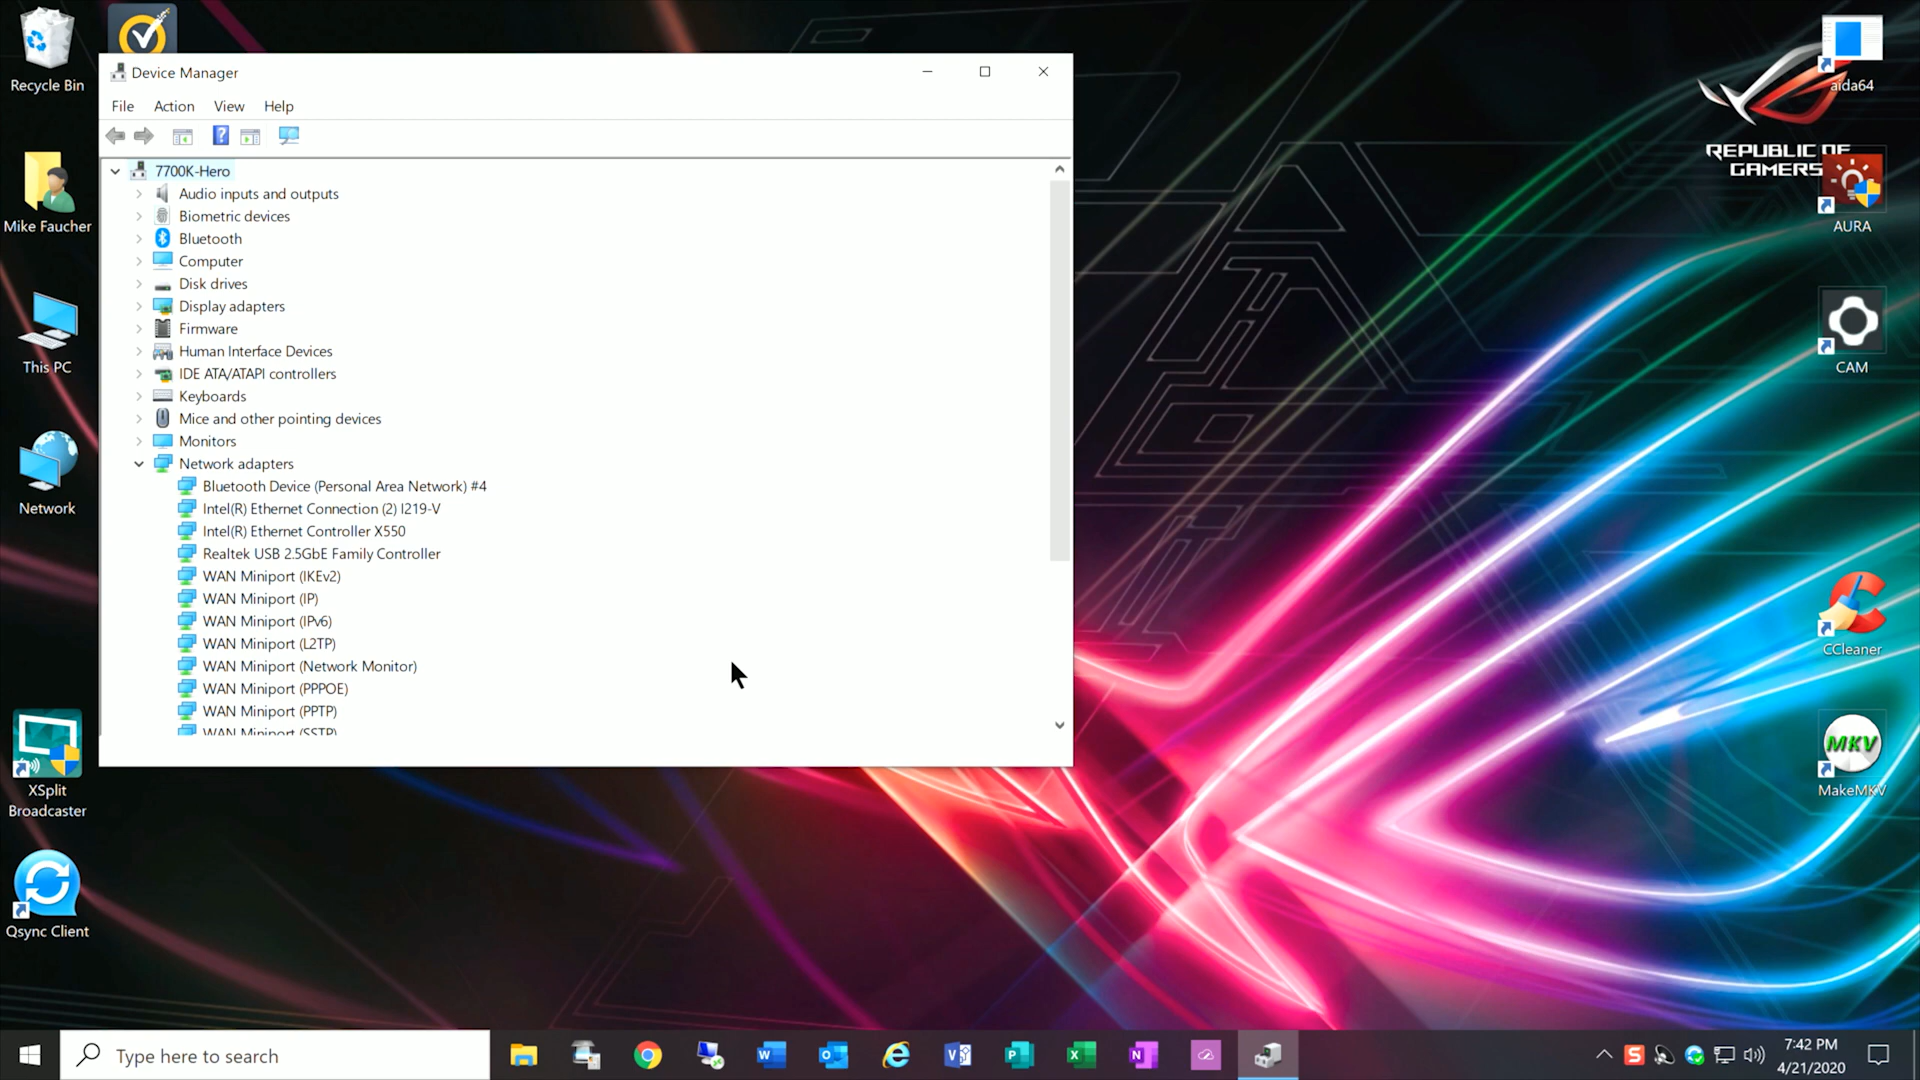 Recycle Bin
Mike Faucher
This PC
Network
XSplit
Broadcaster
Qsync Client
Device Manager
File Action View Help
7700K-Hero
Audio inputs and outputs
Biometric devices
Bluetooth
Computer
Disk drives
Display adapters
Firmware
Human Interface Devices
IDE ATA/ATAPI controllers
Keyboards
Mice and other pointing devices
Monitors
Network adapters
Bluetooth Device (Personal Area Network) #4
Intel(R) Ethernet Connection (2) I219-V
Intel(R) Ethernet Controller X550
Realtek USB 2.5GbE Family Controller
WAN Miniport (IKEv2)
WAN Miniport (IP)
WAN Miniport (IPv6)
WAN Miniport (L2TP)
WAN Miniport (Network Monitor)
WAN Miniport (PPPOE)
WAN Miniport (PPTP)
WAN Miniport (SSTP)
aida64
REPUBLIC OF
GAMERS
AURA
CAM
CCleaner
MKV
MakeMKV
Type here to search
7:42 PM
4/21/2020